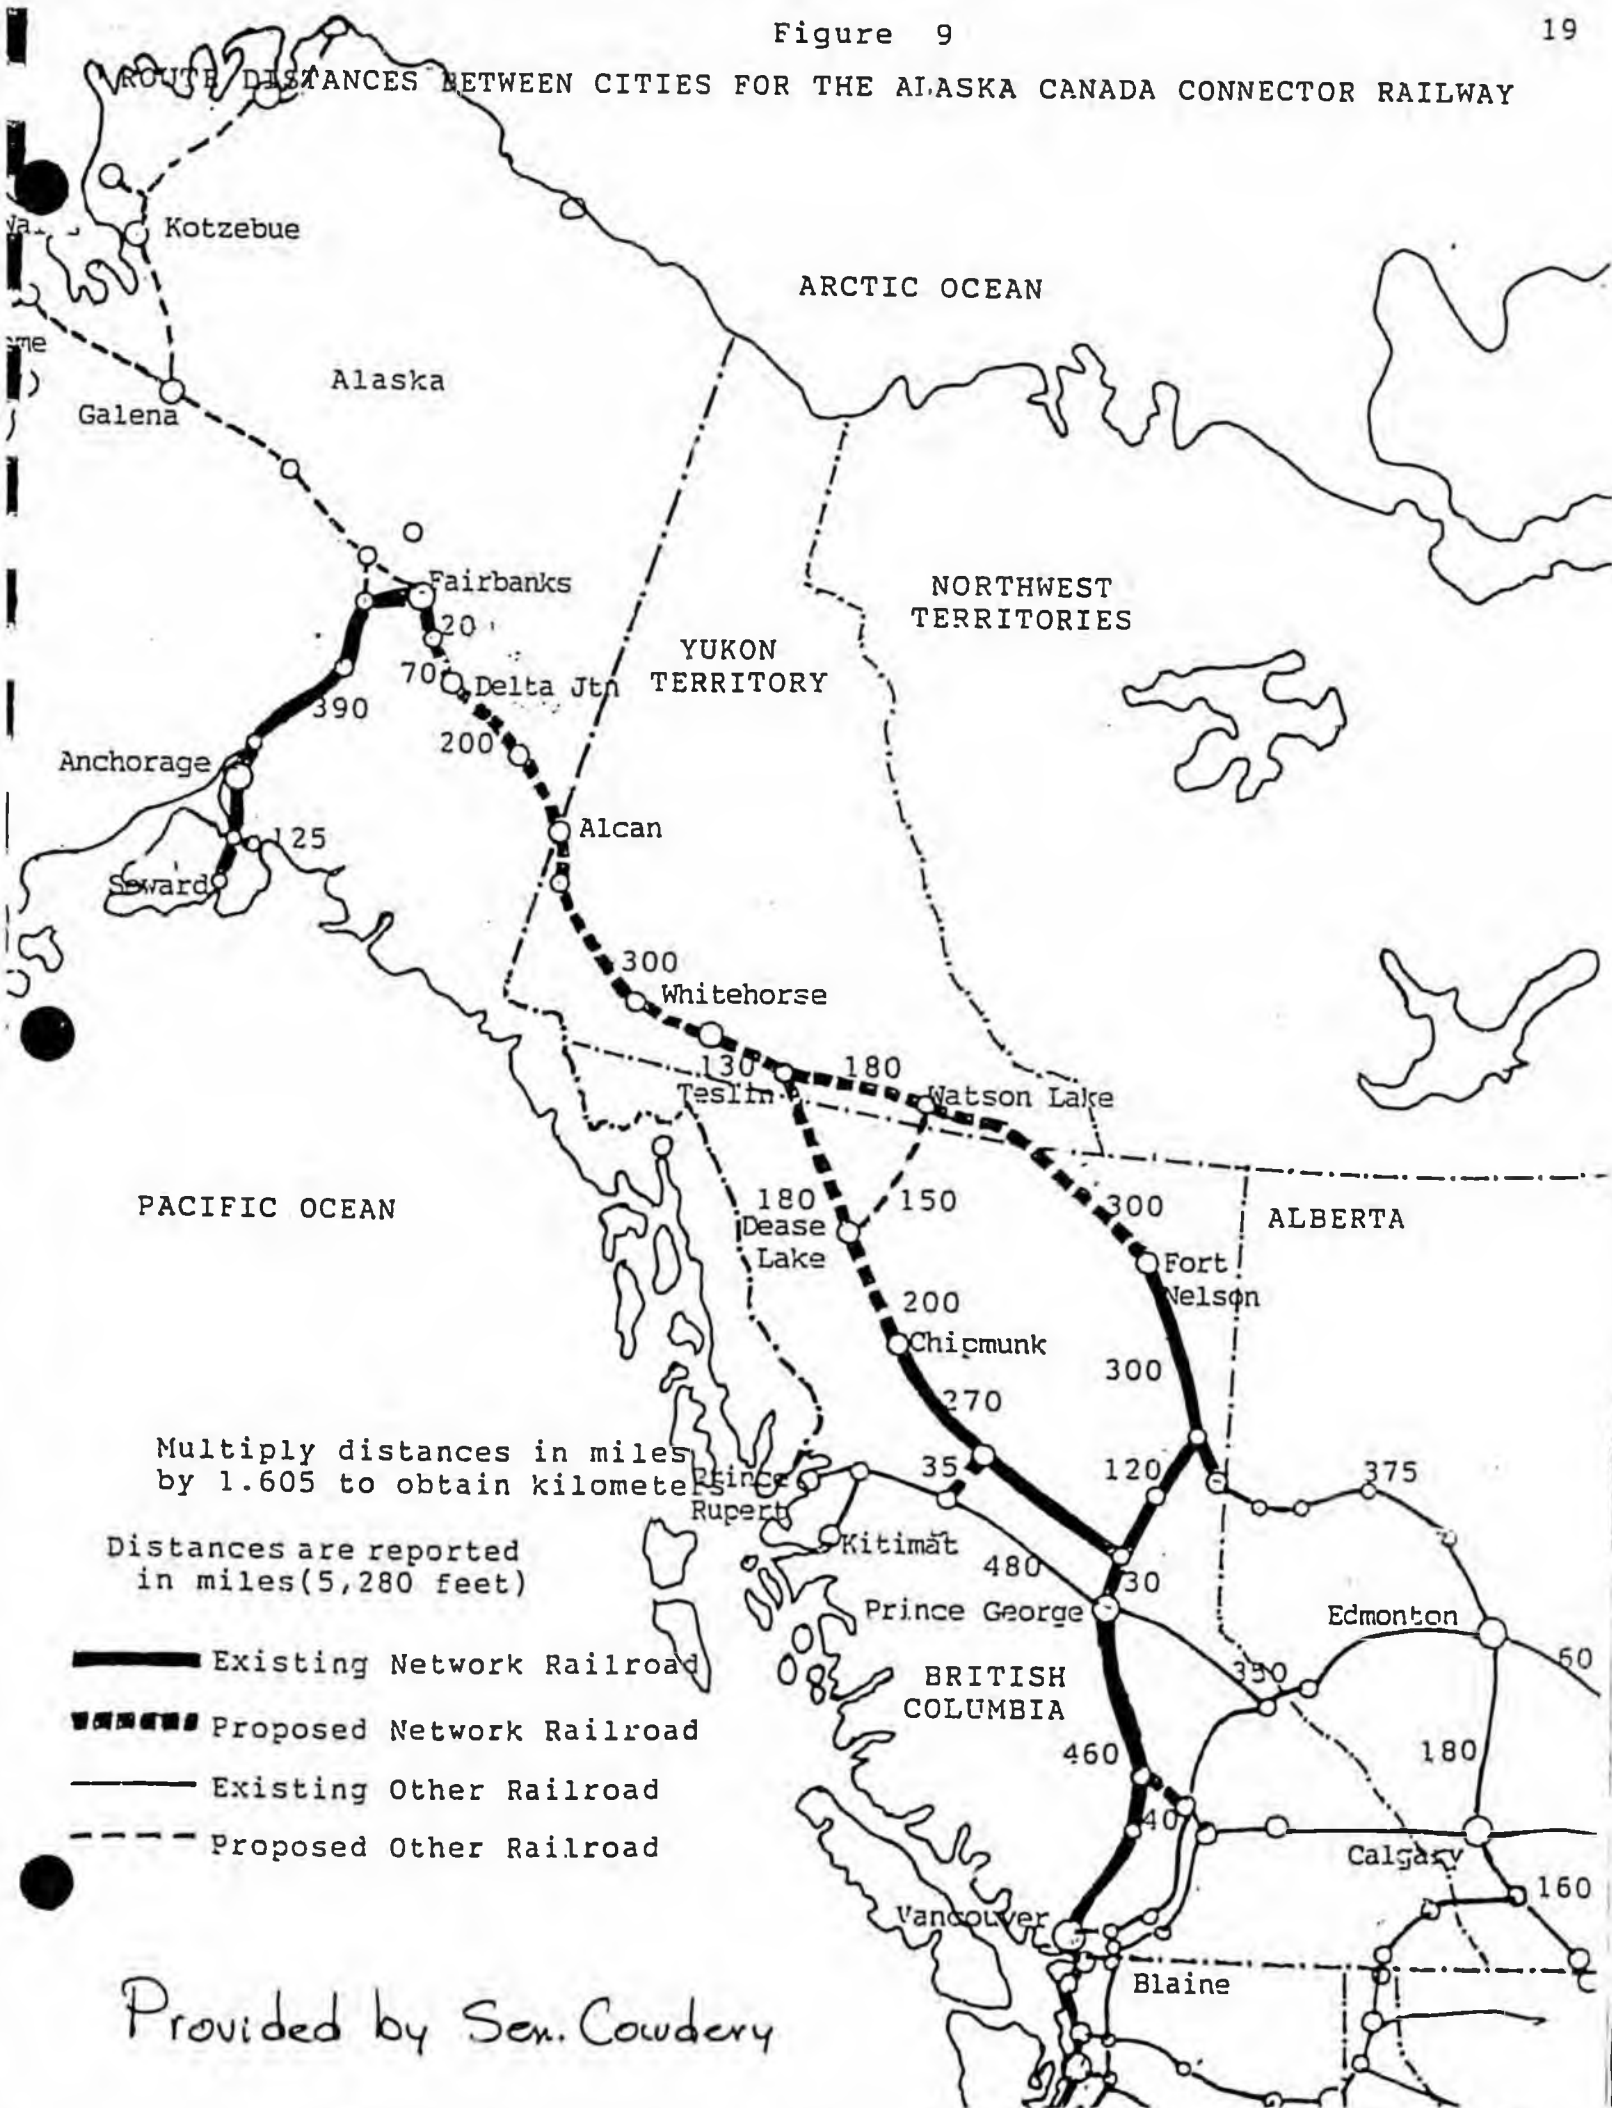 Figure 9
19
ROUTE DISTANCES BETWEEN CITIES FOR THE ALASKA CANADA CONNECTOR RAILWAY
Kotzebue
ARCTIC OCEAN
Alaska
Galena
Fairbanks
NORTHWEST
TERRITORIES
20
YUKON
TERRITORY
70
Delta Jtn
390
200
Anchorage
Alcan
125
Seward
300
Whitehorse
130
180
Teslin
Watson Lake
PACIFIC OCEAN
180
150
300
ALBERTA
Dease
Lake
Fort
Nelson
200
Chipmunk
300
270
Multiply distances in miles
by 1.605 to obtain kilometers
Prince
Rupert
35
120
375
Distances are reported
in miles(5,280 feet)
Kitimat
480
30
Prince George
Edmonton
Existing Network Railroad
BRITISH
COLUMBIA
350
60
Proposed Network Railroad
460
180
Existing Other Railroad
40
Proposed Other Railroad
Calgary
160
Vancouver
Blaine
Provided by Sen. Cowdery